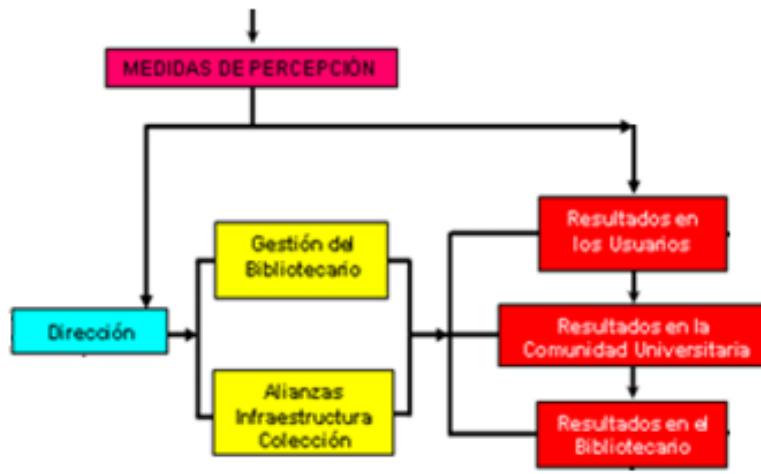 MEDIDAS DE PERCEPCIÓN
Resultados en
los Usuarios
Gestión del
Bibliotecario
Dirección
Resultados en la
Comunidad Universitaria
Alianzas
Infraestructura
Colección
Resultados en el
Bibliotecario